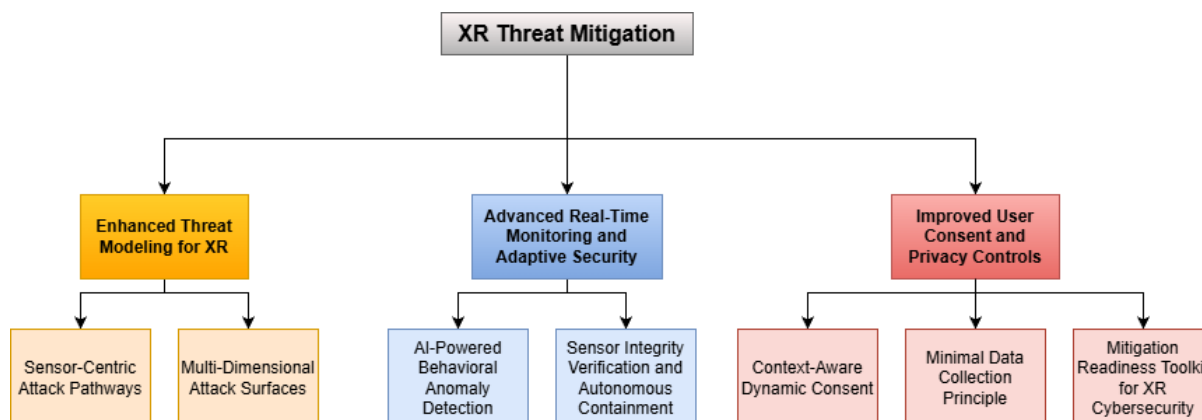 XR Threat Mitigation
Enhanced Threat
Modeling for XR
Advanced Real-Time
Monitoring and
Adaptive Security
Improved User
Consent and
Privacy Controls
Sensor-Centric
Attack Pathways
Multi-Dimensional
Attack Surfaces
AI-Powered
Behavioral
Anomaly
Detection
Sensor Integrity
Verification and
Autonomous
Containment
Context-Aware
Dynamic Consent
Minimal Data
Collection
Principle
Mitigation
Readiness Toolki
for XR
Cybersecurity